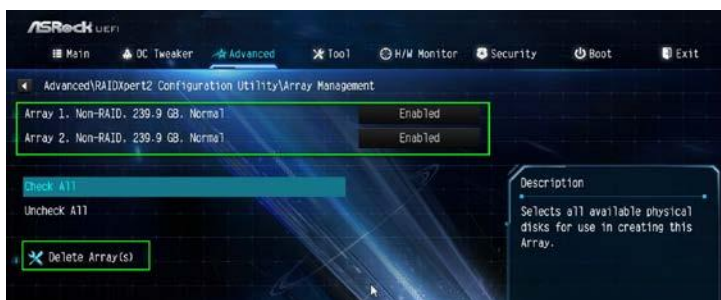 ASRock UEFI
Main OC Tweaker Advanced Tool H/W Monitor Security Boot Exit
Advanced\RAIDXpert2 Configuration Utility\Array Management
Array 1, Non-RAID, 239.9 GB, Normal Enabled
Array 2, Non-RAID, 239.9 GB, Normal Enabled
Check All
Uncheck All
Delete Array(s)
Description
Selects all available physical
disks for use in creating this
Array.